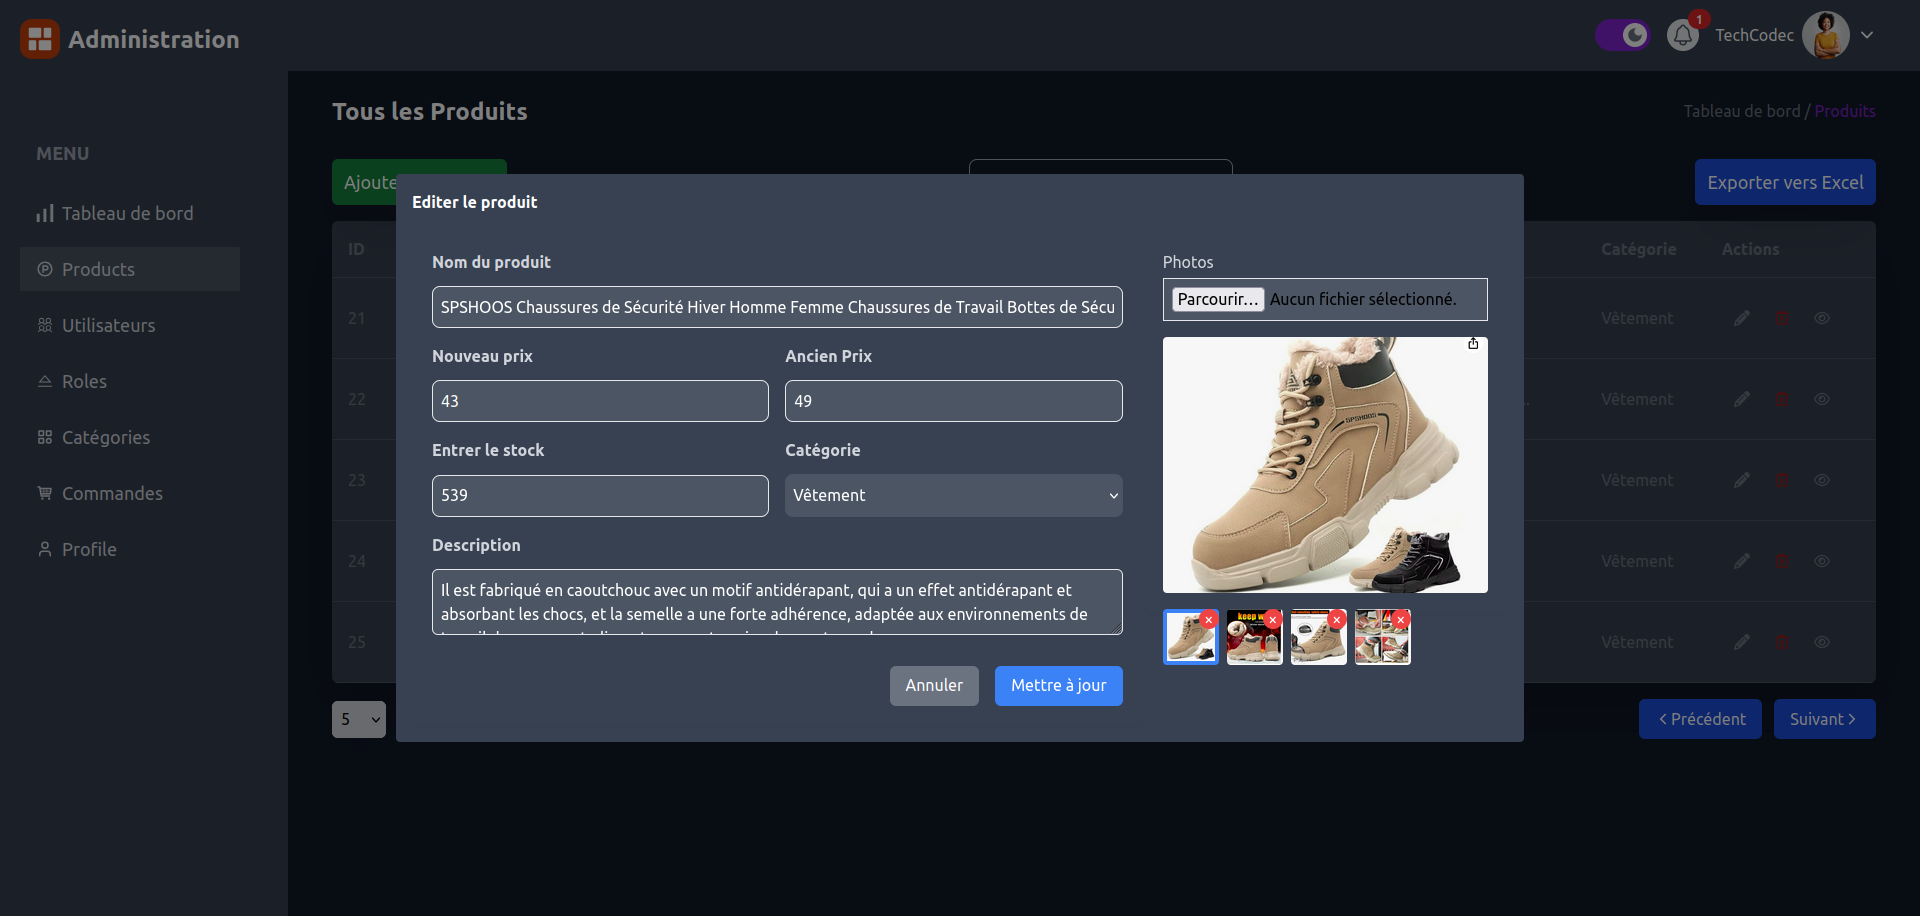 Administration
1
TechCodec
MENU
Tableau de bord
Products
Utilisateurs
Roles
Catégories
Commandes
Profile
Tous les Produits
Tableau de bord / Produits
Ajoute
Exporter vers Excel
ID
Catégorie
Actions
21
Vêtement
22
Vêtement
23
Vêtement
24
Vêtement
25
Vêtement
5
Précédent
Suivant
Editer le produit
Nom du produit
SPSHOOS Chaussures de Sécurité Hiver Homme Femme Chaussures de Travail Bottes de Sécu
Nouveau prix
Ancien Prix
43
49
Entrer le stock
Catégorie
539
Vêtement
Description
Il est fabriqué en caoutchouc avec un motif antidérapant, qui a un effet antidérapant et
absorbant les chocs, et la semelle a une forte adhérence, adaptée aux environnements de
Annuler
Mettre à jour
Photos
Parcourir… Aucun fichier sélectionné.
SPSHOOS
keep